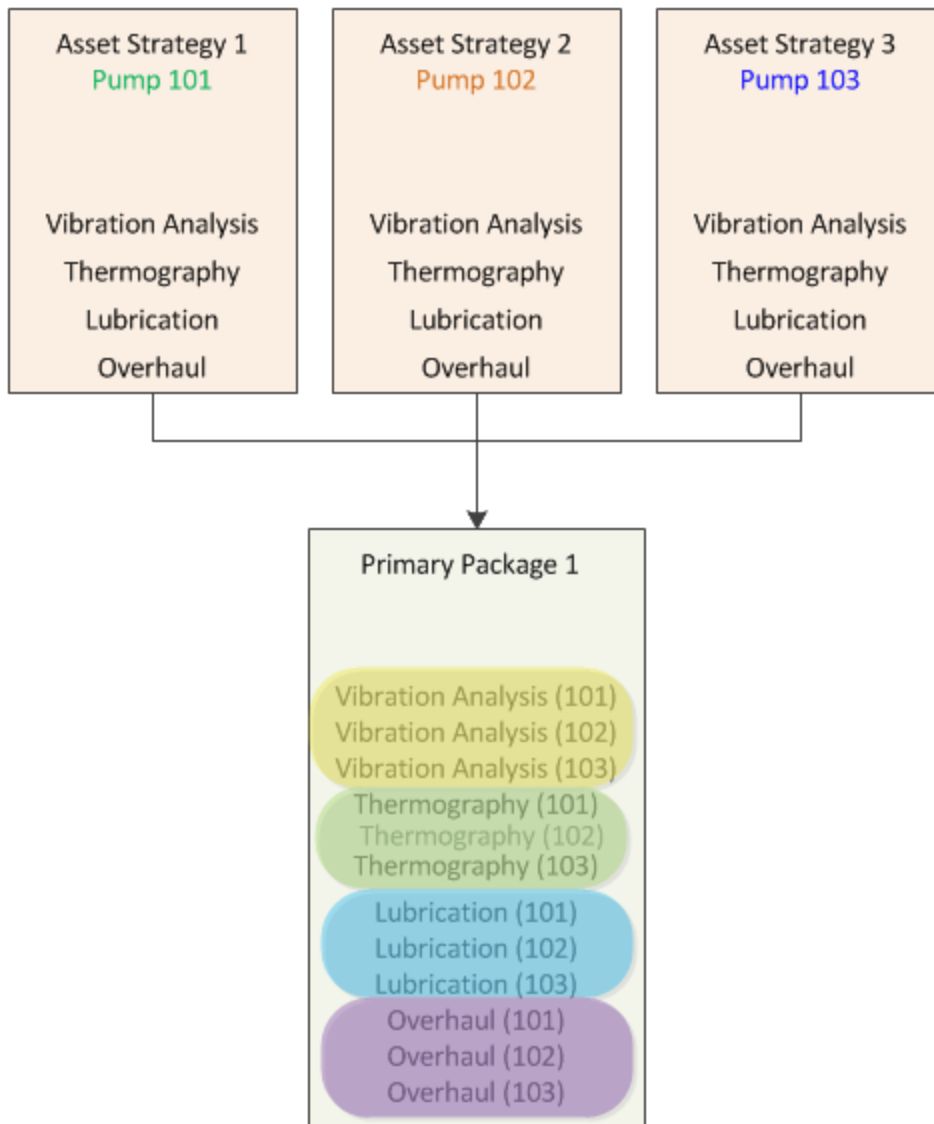 Asset Strategy 1
Pump 101
Vibration Analysis
Thermography
Lubrication
Overhaul
Asset Strategy 2
Pump 102
Vibration Analysis
Thermography
Lubrication
Overhaul
Asset Strategy 3
Pump 103
Vibration Analysis
Thermography
Lubrication
Overhaul
Primary Package 1
Vibration Analysis (101)
Vibration Analysis (102)
Vibration Analysis (103)
Thermography (101)
Thermography (102)
Thermography (103)
Lubrication (101)
Lubrication (102)
Lubrication (103)
Overhaul (101)
Overhaul (102)
Overhaul (103)